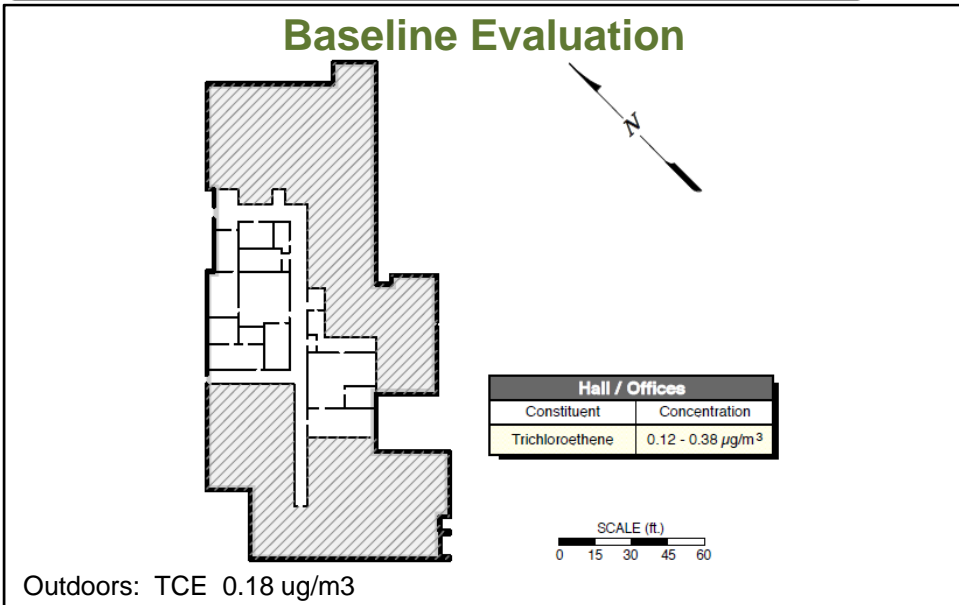 Baseline Evaluation
N
Hall / Offices
Constituent Concentration
Trichloroethene 0.12 - 0.38 µg/m³
SCALE (ft.)
0 15 30 45 60
Outdoors: TCE 0.18 ug/m3